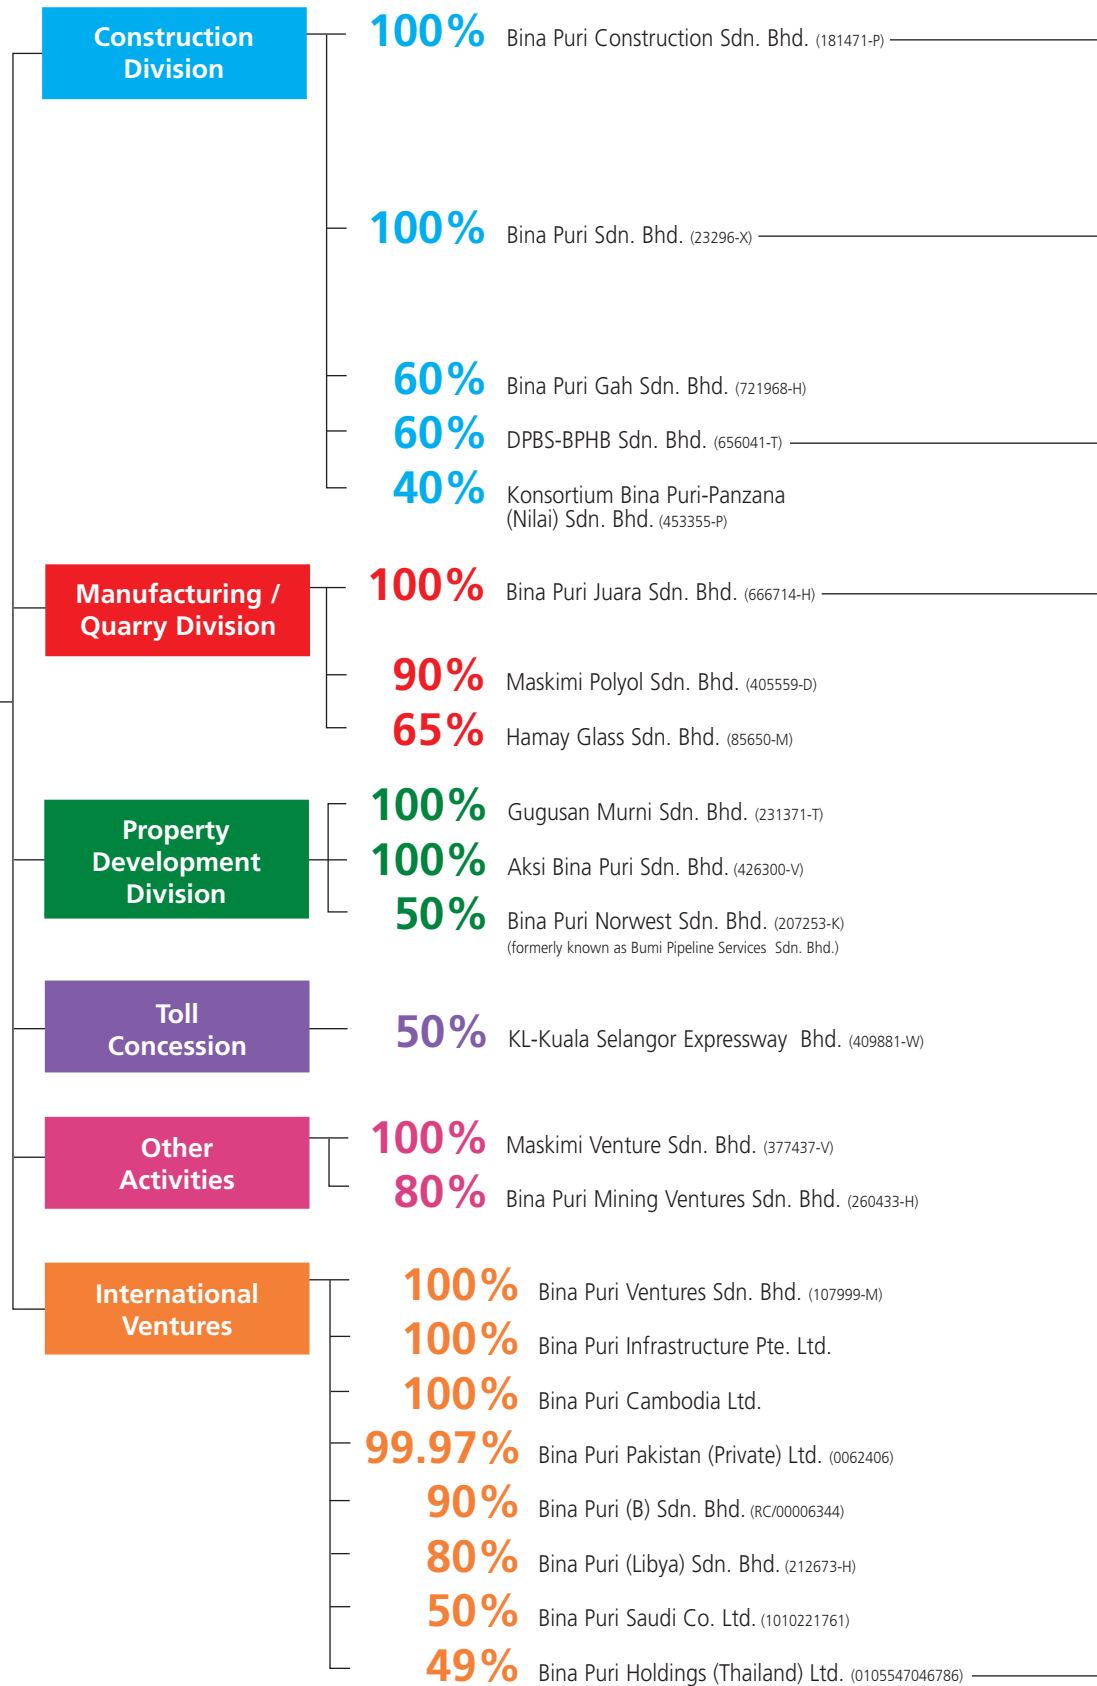 Construction
Division
100% Bina Puri Construction Sdn. Bhd. (181471-P)
100% Bina Puri Sdn. Bhd. (23296-X)
60% Bina Puri Gah Sdn. Bhd. (721968-H)
60% DPBS-BPHB Sdn. Bhd. (656041-T)
40% Konsortium Bina Puri-Panzana
(Nilai) Sdn. Bhd. (453355-P)
Manufacturing /
Quarry Division
100% Bina Puri Juara Sdn. Bhd. (666714-H)
90% Maskimi Polyol Sdn. Bhd. (405559-D)
65% Hamay Glass Sdn. Bhd. (85650-M)
Property
Development
Division
100% Gugusan Murni Sdn. Bhd. (231371-T)
100% Aksi Bina Puri Sdn. Bhd. (426300-V)
50% Bina Puri Norwest Sdn. Bhd. (207253-K)
(formerly known as Bumi Pipeline Services Sdn. Bhd.)
Toll
Concession
50% KL-Kuala Selangor Expressway Bhd. (409881-W)
Other
Activities
100% Maskimi Venture Sdn. Bhd. (377437-V)
80% Bina Puri Mining Ventures Sdn. Bhd. (260433-H)
International
Ventures
100% Bina Puri Ventures Sdn. Bhd. (107999-M)
100% Bina Puri Infrastructure Pte. Ltd.
100% Bina Puri Cambodia Ltd.
99.97% Bina Puri Pakistan (Private) Ltd. (0062406)
90% Bina Puri (B) Sdn. Bhd. (RC/00006344)
80% Bina Puri (Libya) Sdn. Bhd. (212673-H)
50% Bina Puri Saudi Co. Ltd. (1010221761)
49% Bina Puri Holdings (Thailand) Ltd. (0105547046786)